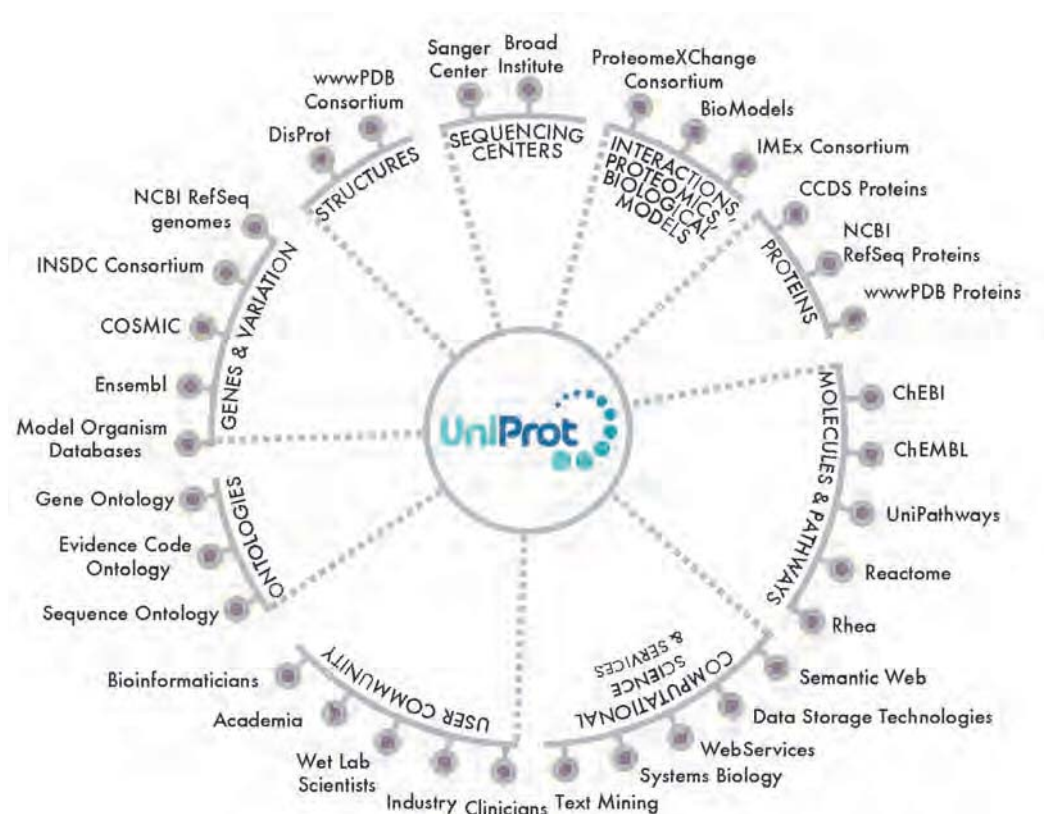 Sanger
Center
Broad
Institute
SEQUENCING
CENTERS
ProteomeXChange
Consortium
BioModels
IMEx Consortium
INTERACTIONS,
PROTEOMICS,
BIOLOGICAL
MODELS
CCDS Proteins
NCBI
RefSeq Proteins
wwwPDB Proteins
PROTEINS
ChEBI
ChEMBL
UniPathways
Reactome
Rhea
MOLECULES & PATHWAYS
Semantic Web
Data Storage Technologies
WebServices
Systems Biology
Text Mining
COMPUTATIONAL
SCIENCE
& SERVICES
Clinicians
Industry
Wet Lab
Scientists
Academia
Bioinformaticians
USER COMMUNITY
Sequence Ontology
Evidence Code
Ontology
Gene Ontology
ONTOLOGIES
Model Organism
Databases
Ensembl
COSMIC
INSDC Consortium
NCBI RefSeq
genomes
GENES & VARIATION
DisProt
wwwPDB
Consortium
STRUCTURES
UniProt